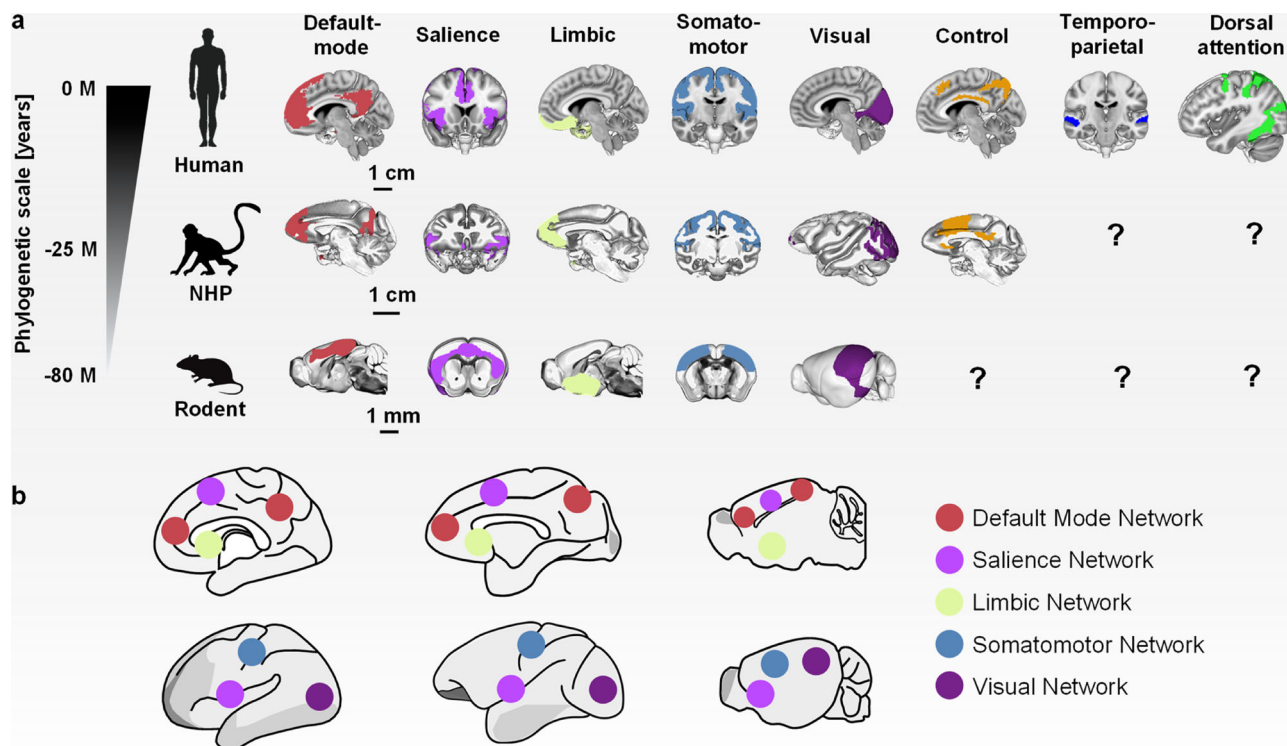 a
Default-
mode
Salience
Limbic
Somato-
motor
Visual
Control
Temporo-
parietal
Dorsal
attention
Phylogenetic scale [years]
0 M
Human
1 cm
-25 M
NHP
? ?
1 cm
-80 M
Rodent
? ? ?
1 mm
b
Default Mode Network
Salience Network
Limbic Network
Somatomotor Network
Visual Network